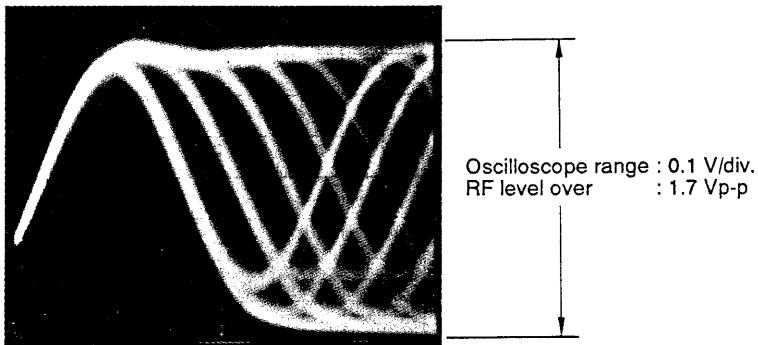 Oscilloscope range : 0.1 V/div.
RF level over : 1.7 Vp-p